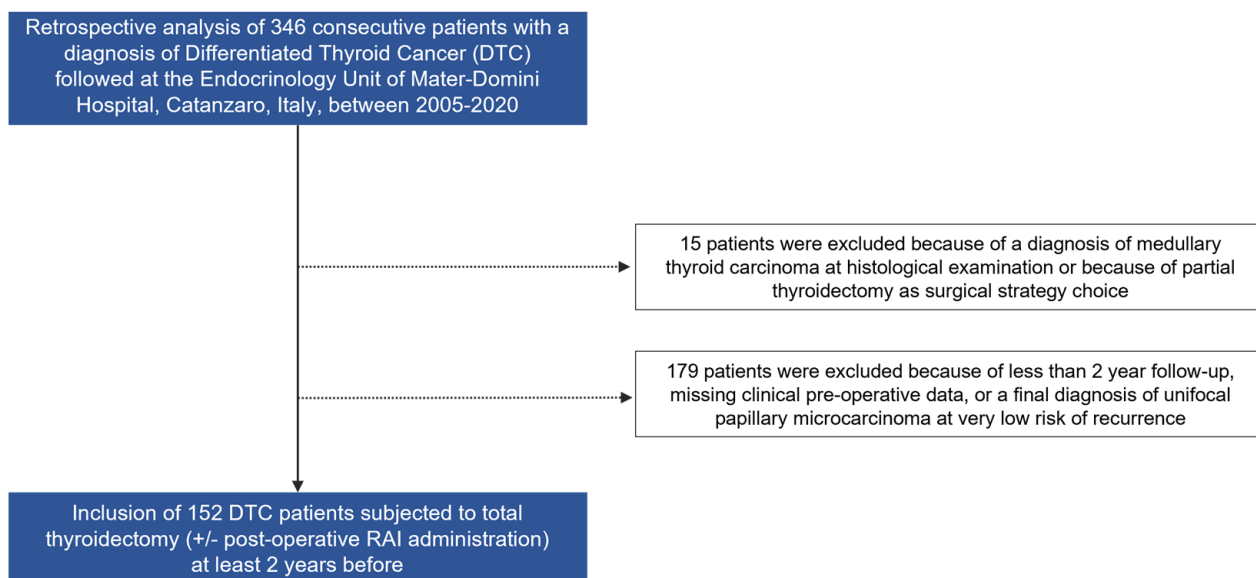 Retrospective analysis of 346 consecutive patients with a
diagnosis of Differentiated Thyroid Cancer (DTC)
followed at the Endocrinology Unit of Mater-Domini
Hospital, Catanzaro, Italy, between 2005-2020
15 patients were excluded because of a diagnosis of medullary
thyroid carcinoma at histological examination or because of partial
thyroidectomy as surgical strategy choice
179 patients were excluded because of less than 2 year follow-up,
missing clinical pre-operative data, or a final diagnosis of unifocal
papillary microcarcinoma at very low risk of recurrence
Inclusion of 152 DTC patients subjected to total
thyroidectomy (+/- post-operative RAI administration)
at least 2 years before